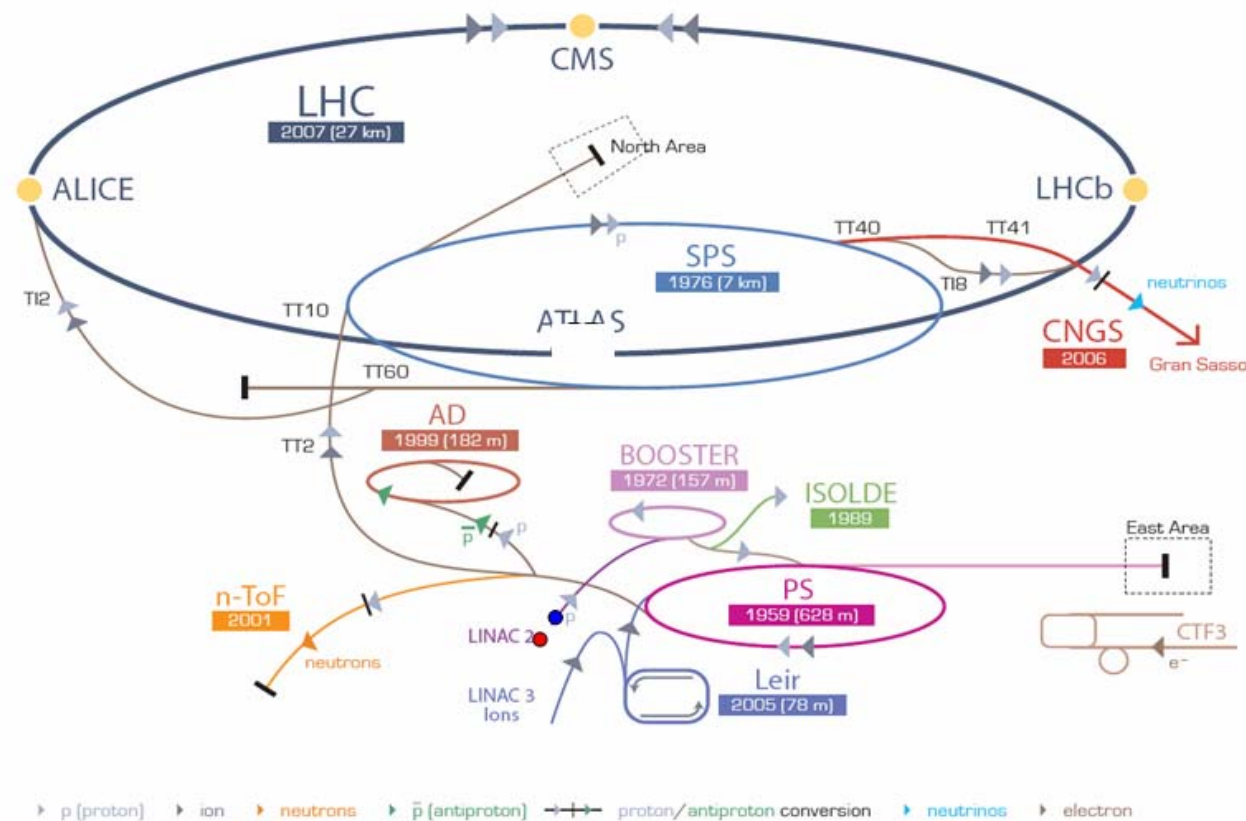 CMS
LHC
2007 (27 km)
North Area
ALICE
LHCb
TT40
TT41
SPS
1976 (7 km)
p
TI8
TI2
neutrinos
TT10
ATLAS
CNGS
2006
Gran Sasso
TT60
AD
1999 (182 m)
TT2
BOOSTER
1972 (157 m)
ISOLDE
1989
East Area
p̅
p
n-ToF
2001
PS
1959 (628 m)
LINAC 2
p
neutrons
CTF3
e⁻
LINAC 3
Ions
Leir
2005 (78 m)
p (proton)
ion
neutrons
p̅ (antiproton)
proton/antiproton conversion
neutrinos
electron